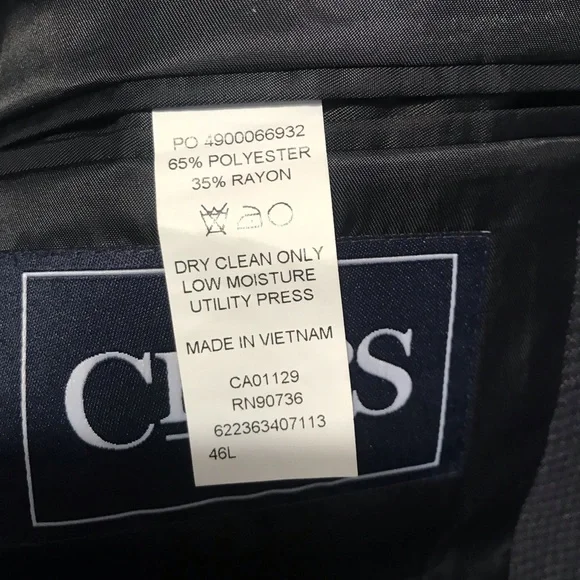 PO 4900066932
65% POLYESTER
35% RAYON
DRY CLEAN ONLY
LOW MOISTURE
UTILITY PRESS
MADE IN VIETNAM
CA01129
RN90736
622363407113
46L